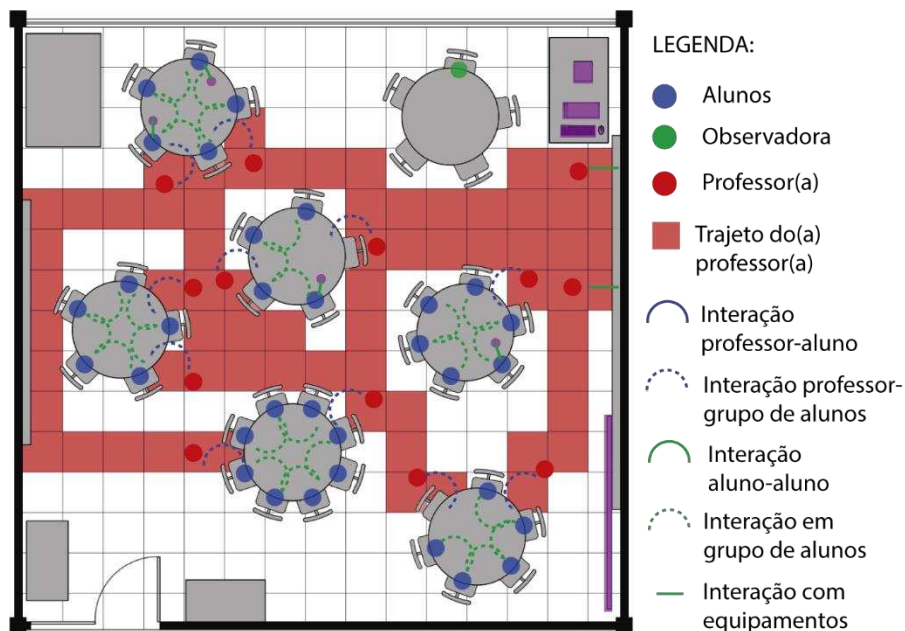 LEGENDA:
Alunos
Observadora
Professor(a)
Trajeto do(a)
professor(a)
Interação
professor-aluno
Interação professor-
grupo de alunos
Interação
aluno-aluno
Interação em
grupo de alunos
Interação com
equipamentos